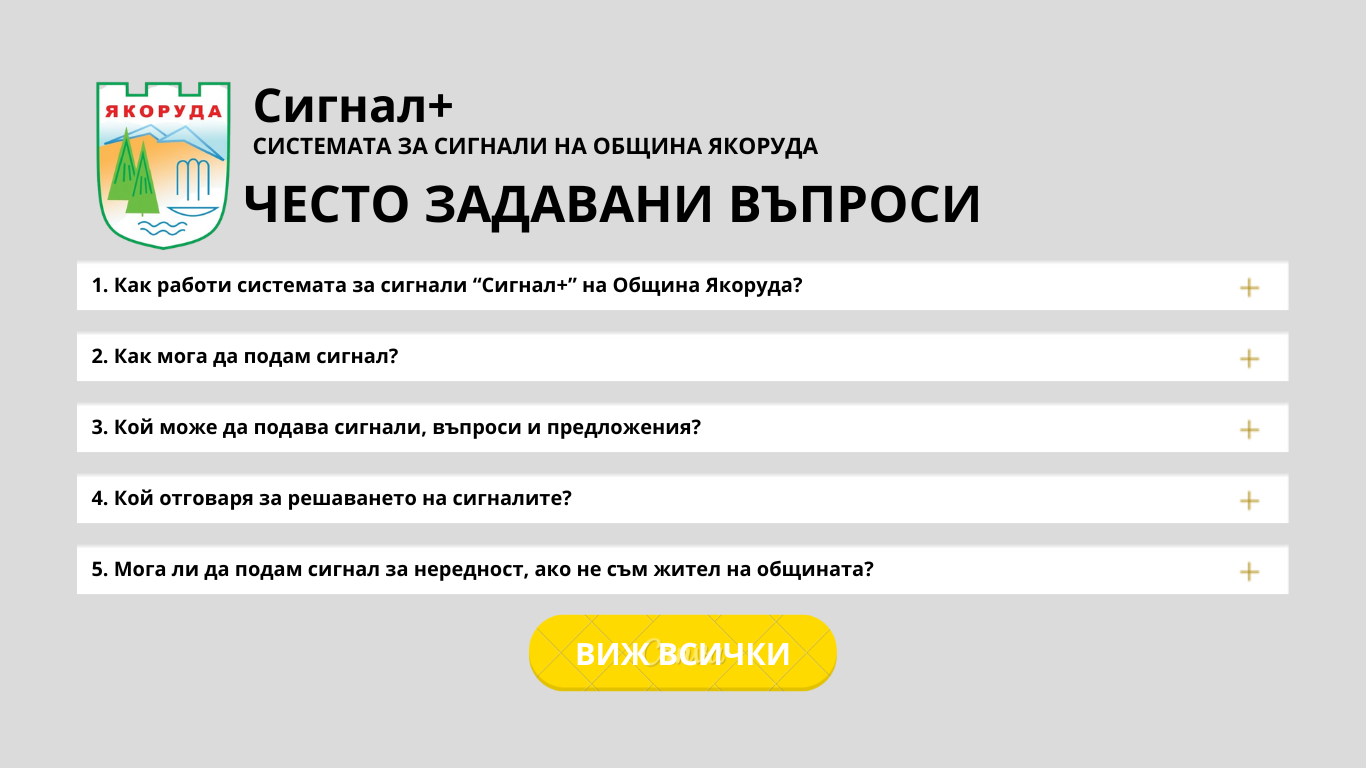 ЯКОРУДА
Сигнал+
СИСТЕМАТА ЗА СИГНАЛИ НА ОБЩИНА ЯКОРУДА
ЧЕСТО ЗАДАВАНИ ВЪПРОСИ
1. Как работи системата за сигнали “Сигнал+” на Община Якоруда?
2. Как мога да подам сигнал?
3. Кой може да подава сигнали, въпроси и предложения?
4. Кой отговаря за решаването на сигналите?
5. Мога ли да подам сигнал за нередност, ако не съм жител на общината?
ВИЖ ВСИЧКИ